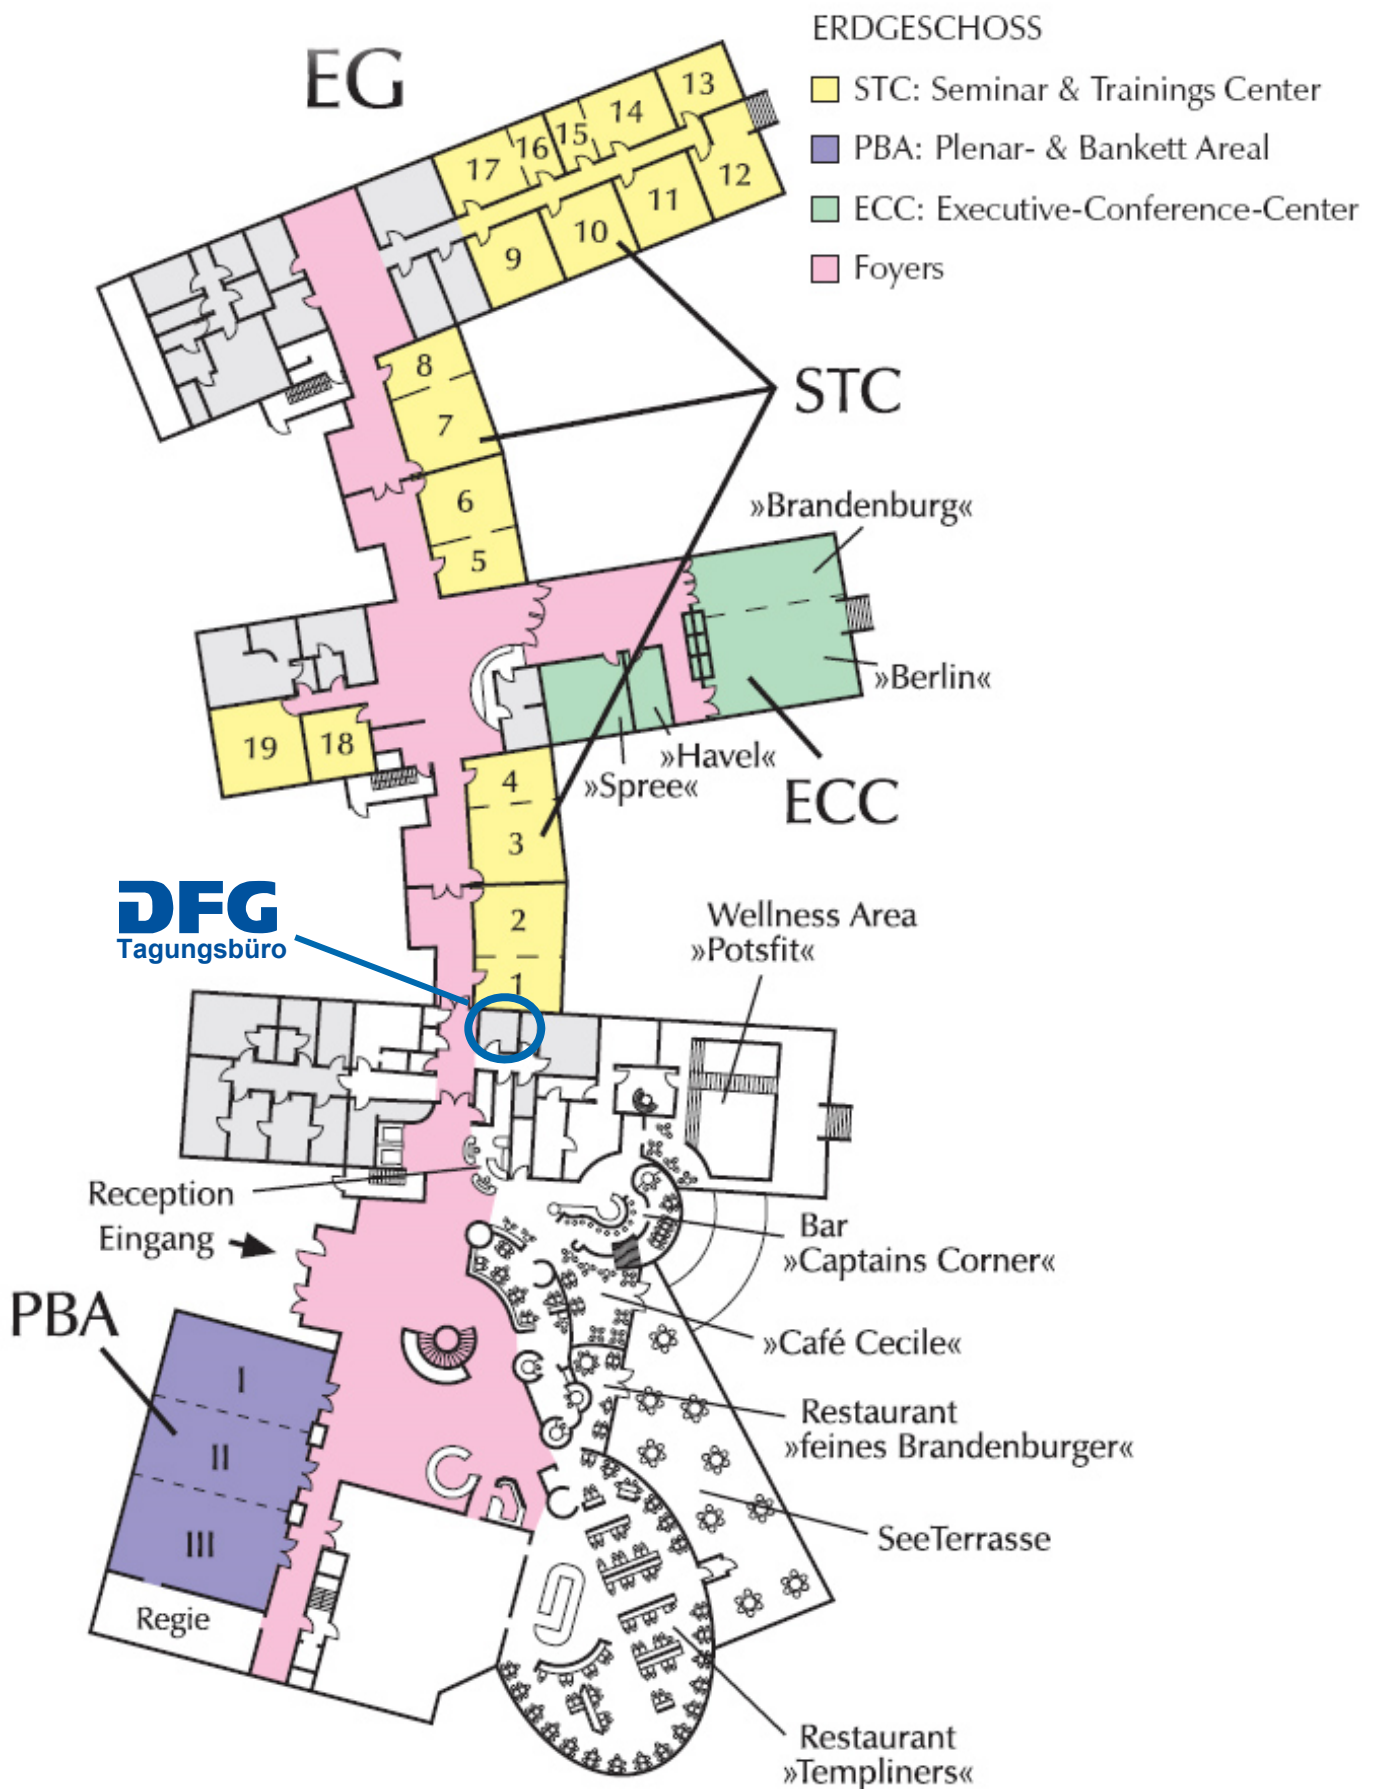 EG
ERDGESCHOSS
STC: Seminar & Trainings Center
PBA: Plenar- & Bankett Areal
ECC: Executive-Conference-Center
Foyers
13
14
15
16
17
12
11
10
9
8
7
STC
6
5
»Brandenburg«
»Berlin«
19
18
»Havel«
»Spree«
ECC
4
3
DFG
Tagungsbüro
2
1
Wellness Area
»Potsfit«
Reception
Eingang
Bar
»Captains Corner«
PBA
»Café Cecile«
I
II
III
Restaurant
»feines Brandenburger«
SeeTerrasse
Regie
Restaurant
»Templiners«